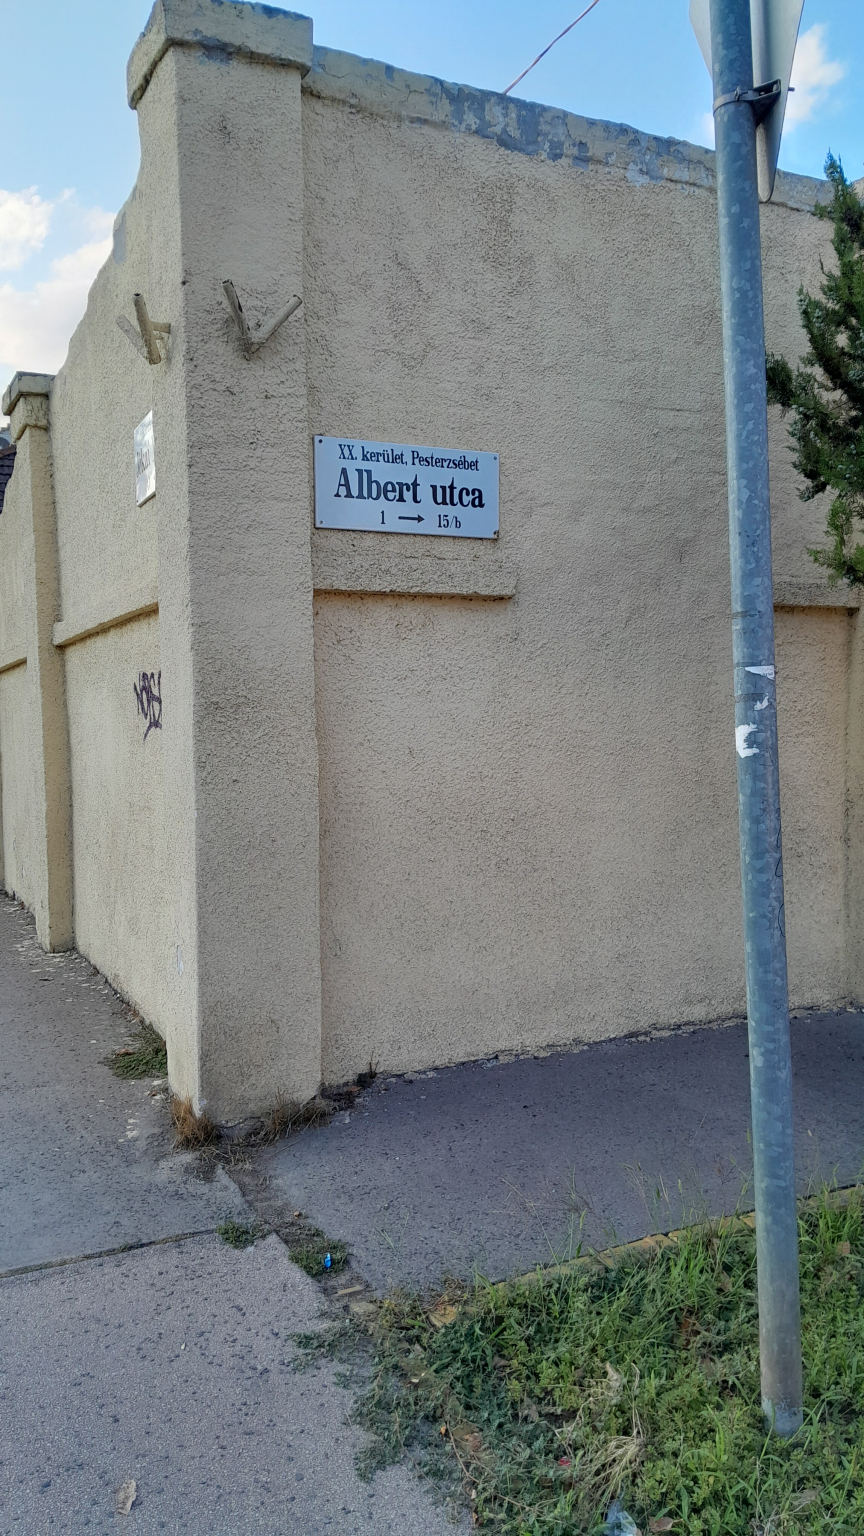 XX. kerület, Pesterzsébet
Albert utca
1 → 15/b